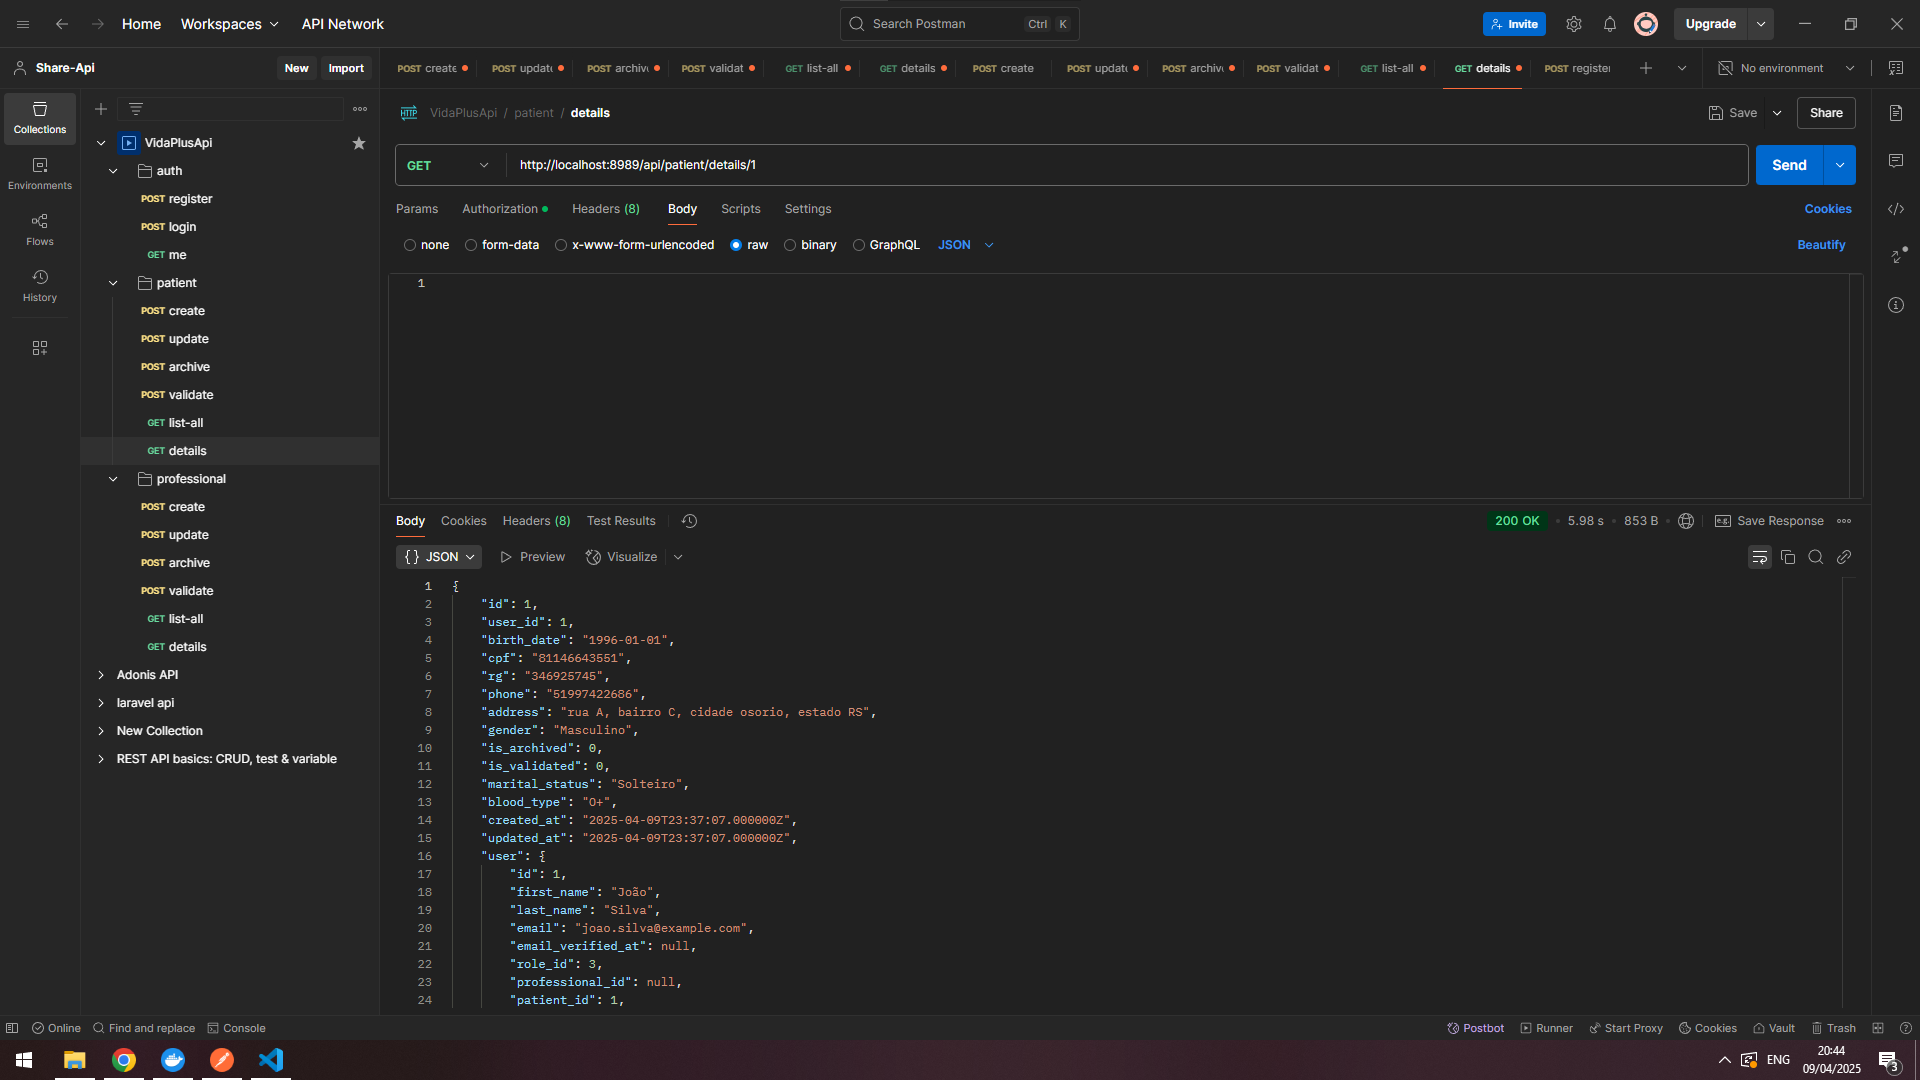 Home Workspaces API Network Search Postman Ctrl K Invite Upgrade
Share-Api New Import
POST create POST update POST archiv POST validat GET list-all GET details POST create POST update POST archiv POST validat GET list-all GET details POST register No environment
Collections
Environments
Flows
History
VidaPlusApi
auth
POST register
POST login
GET me
patient
POST create
POST update
POST archive
POST validate
GET list-all
GET details
professional
POST create
POST update
POST archive
POST validate
GET list-all
GET details
Adonis API
laravel api
New Collection
REST API basics: CRUD, test & variable
HTTP VidaPlusApi / patient / details Save Share
GET http://localhost:8989/api/patient/details/1 Send
Params Authorization Headers (8) Body Scripts Settings Cookies
none form-data x-www-form-urlencoded raw binary GraphQL JSON Beautify
1
Body Cookies Headers (8) Test Results 200 OK 5.98 s 853 B e.g. Save Response
{} JSON Preview Visualize
1 {
2 "id": 1,
3 "user_id": 1,
4 "birth_date": "1996-01-01",
5 "cpf": "81146643551",
6 "rg": "346925745",
7 "phone": "51997422686",
8 "address": "rua A, bairro C, cidade osorio, estado RS",
9 "gender": "Masculino",
10 "is_archived": 0,
11 "is_validated": 0,
12 "marital_status": "Solteiro",
13 "blood_type": "O+",
14 "created_at": "2025-04-09T23:37:07.000000Z",
15 "updated_at": "2025-04-09T23:37:07.000000Z",
16 "user": {
17 "id": 1,
18 "first_name": "João",
19 "last_name": "Silva",
20 "email": "joao.silva@example.com",
21 "email_verified_at": null,
22 "role_id": 3,
23 "professional_id": null,
24 "patient_id": 1,
Online Find and replace Console Postbot Runner Start Proxy Cookies Vault Trash
ENG 20:44
09/04/2025 3